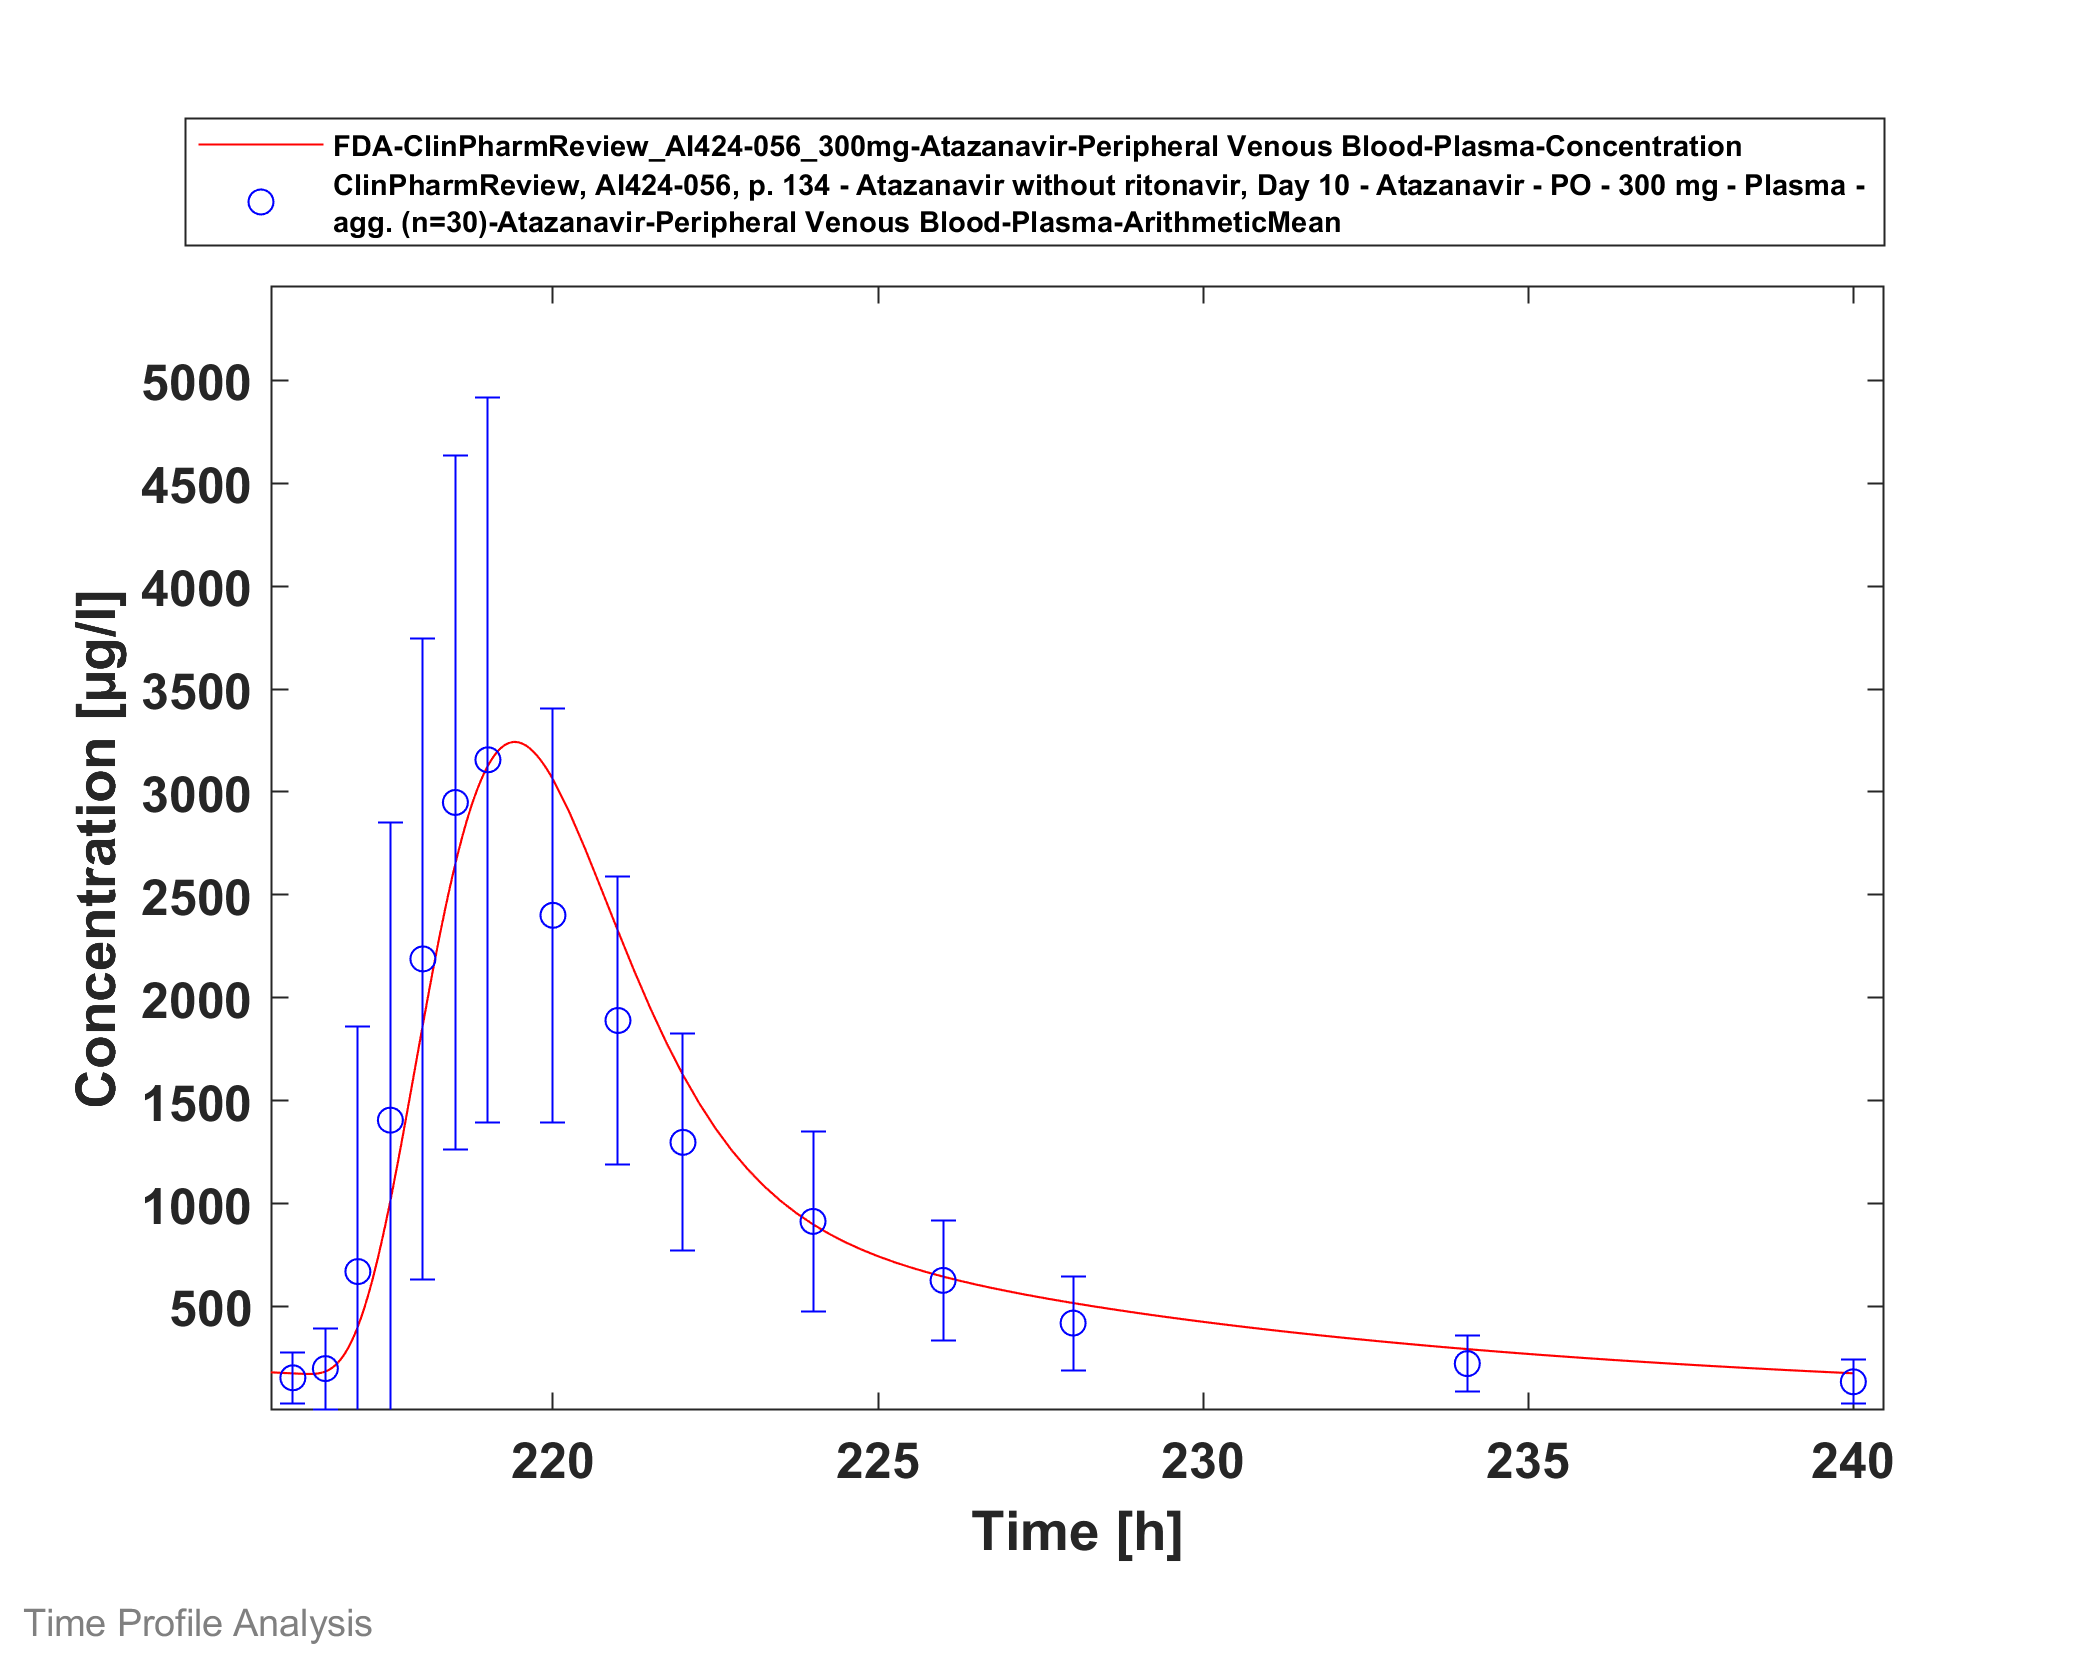 FDA-ClinPharmReview_AI424-056_300mg-Atazanavir-Peripheral Venous Blood-Plasma-Concentration
ClinPharmReview, AI424-056, p. 134 - Atazanavir without ritonavir, Day 10 - Atazanavir - PO - 300 mg - Plasma -
agg. (n=30)-Atazanavir-Peripheral Venous Blood-Plasma-ArithmeticMean
5000
4500
4000
3500
3000
2500
2000
1500
1000
500
Concentration [µg/l]
220 225 230 235 240
Time [h]
Time Profile Analysis